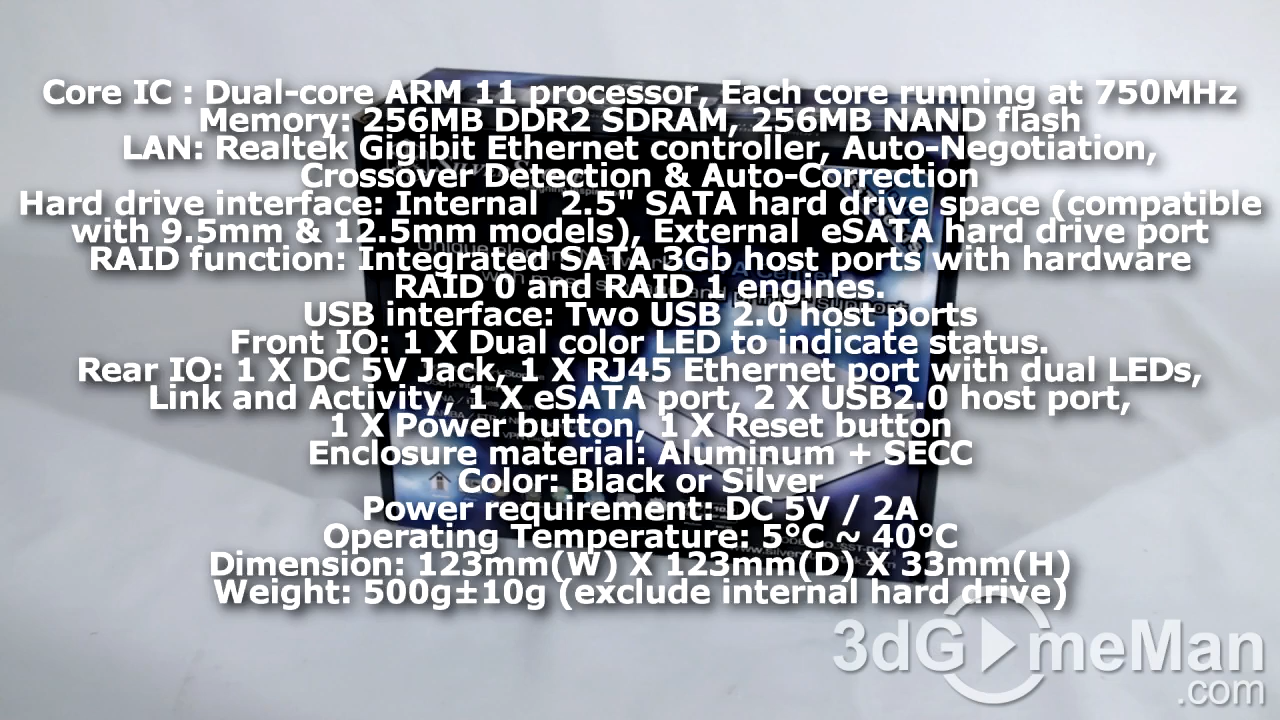 Core IC : Dual-core ARM 11 processor, Each core running at 750MHz
Memory: 256MB DDR2 SDRAM, 256MB NAND flash
LAN: Realtek Gigibit Ethernet controller, Auto-Negotiation,
Crossover Detection & Auto-Correction
Hard drive interface: Internal 2.5" SATA hard drive space (compatible
with 9.5mm & 12.5mm models), External eSATA hard drive port
RAID function: Integrated SATA 3Gb host ports with hardware
RAID 0 and RAID 1 engines.
USB interface: Two USB 2.0 host ports
Front IO: 1 X Dual color LED to indicate status.
Rear IO: 1 X DC 5V Jack, 1 X RJ45 Ethernet port with dual LEDs,
Link and Activity, 1 X eSATA port, 2 X USB2.0 host port,
1 X Power button, 1 X Reset button
Enclosure material: Aluminum + SECC
Color: Black or Silver
Power requirement: DC 5V / 2A
Operating Temperature: 5°C ~ 40°C
Dimension: 123mm(W) X 123mm(D) X 33mm(H)
Weight: 500g±10g (exclude internal hard drive)
3dGameMan
.com